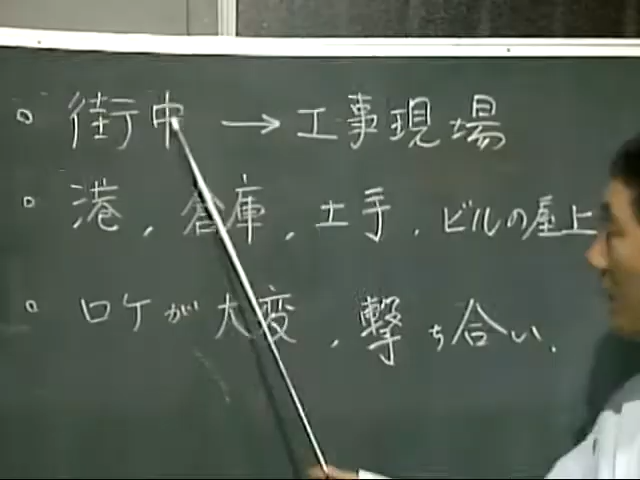 。街中 → 工事現場
。港、倉庫、土手、ビルの屋上
。ロケが大変、撃ち合い、